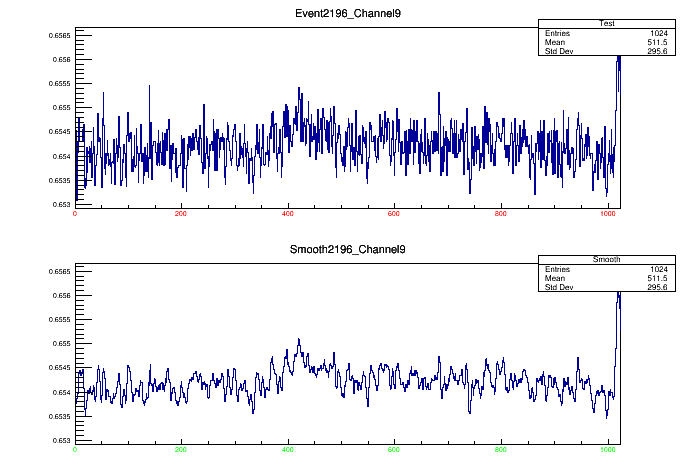 Event2196_Channel9
Test
Entries 1024
Mean 511.5
Std Dev 295.6
0.6565
0.656
0.6555
0.655
0.6545
0.654
0.6535
0.653
0 200 400 600 800 1000
Smooth2196_Channel9
Smooth
Entries 1024
Mean 511.5
Std Dev 295.6
0.6565
0.656
0.6555
0.655
0.6545
0.654
0.6535
0.653
0 200 400 600 800 1000